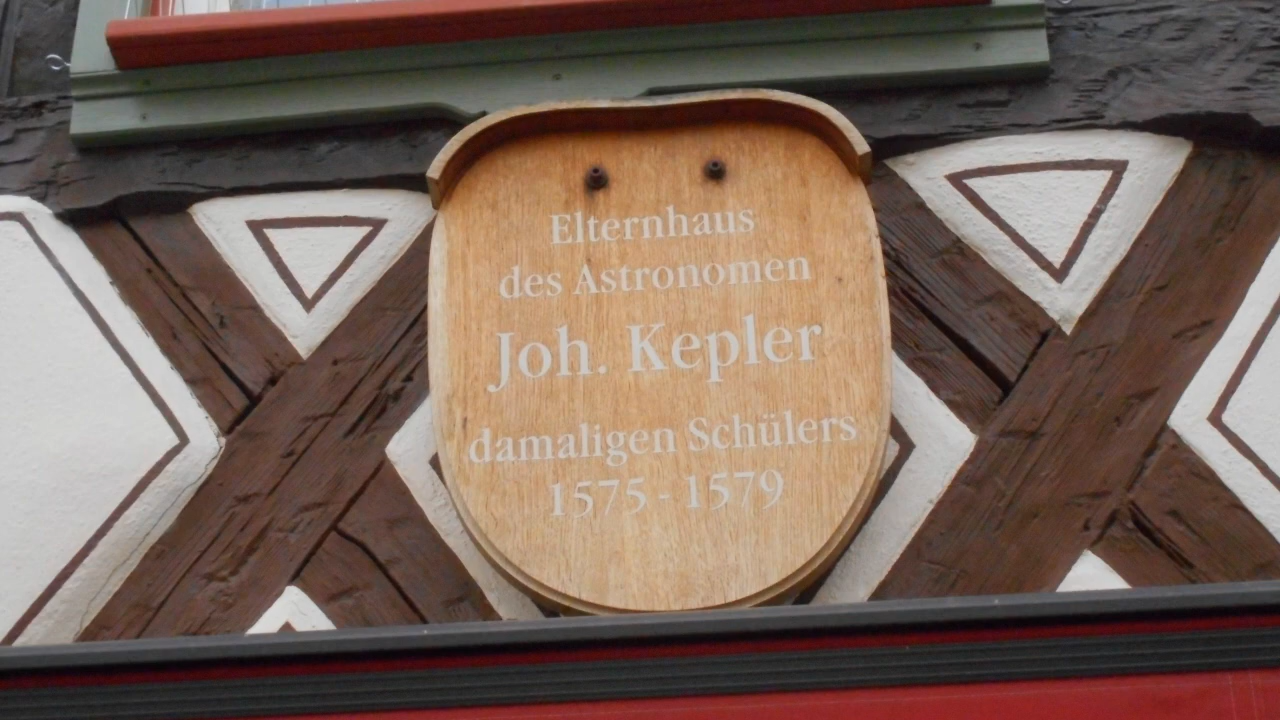 Elternhaus
des Astronomen
Joh. Kepler
damaligen Schülers
1575 - 1579